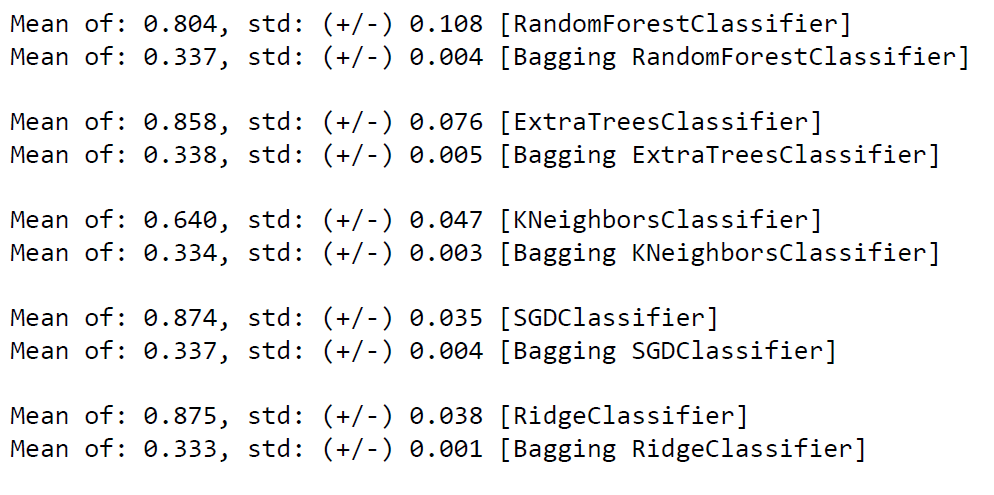 Mean of: 0.804, std: (+/-) 0.108 [RandomForestClassifier]
Mean of: 0.337, std: (+/-) 0.004 [Bagging RandomForestClassifier]
Mean of: 0.858, std: (+/-) 0.076 [ExtraTreesClassifier]
Mean of: 0.338, std: (+/-) 0.005 [Bagging ExtraTreesClassifier]
Mean of: 0.640, std: (+/-) 0.047 [KNeighborsClassifier]
Mean of: 0.334, std: (+/-) 0.003 [Bagging KNeighborsClassifier]
Mean of: 0.874, std: (+/-) 0.035 [SGDClassifier]
Mean of: 0.337, std: (+/-) 0.004 [Bagging SGDClassifier]
Mean of: 0.875, std: (+/-) 0.038 [RidgeClassifier]
Mean of: 0.333, std: (+/-) 0.001 [Bagging RidgeClassifier]